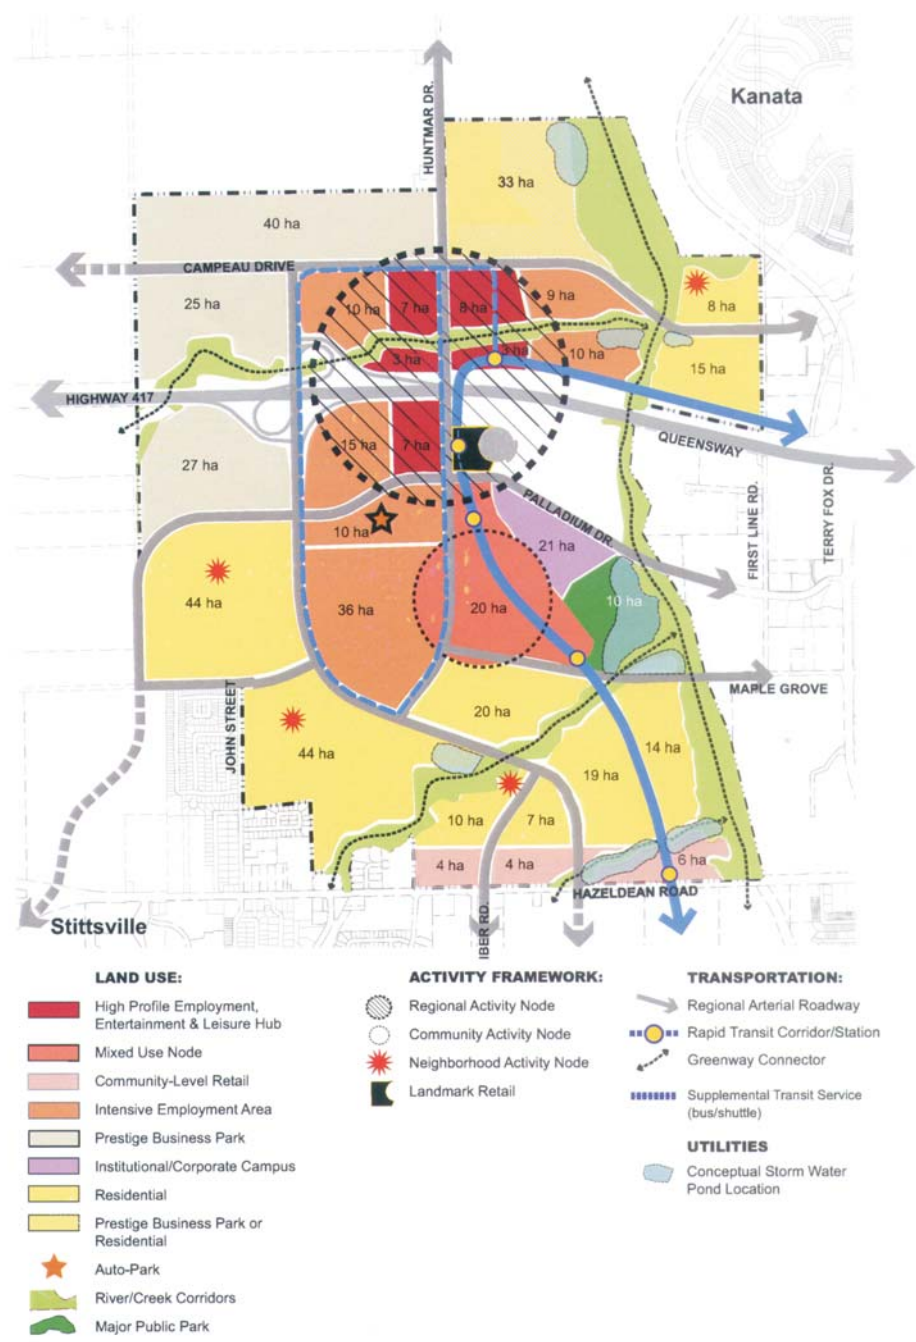 Kanata
HUNTMAR DR.
33 ha
40 ha
CAMPEAU DRIVE
25 ha
10 ha
7 ha
8 ha
9 ha
8 ha
3 ha
3 ha
10 ha
15 ha
HIGHWAY 417
QUEENSWAY
15 ha
7 ha
27 ha
PALLADIUM DR.
FIRST LINE RD.
TERRY FOX DR.
10 ha
21 ha
44 ha
36 ha
20 ha
10 ha
MAPLE GROVE
JOHN STREET
20 ha
44 ha
14 ha
19 ha
10 ha
7 ha
4 ha
4 ha
6 ha
HAZELDEAN ROAD
Stittsville
IBER RD.
LAND USE:
High Profile Employment,
Entertainment & Leisure Hub
Mixed Use Node
Community-Level Retail
Intensive Employment Area
Prestige Business Park
Institutional/Corporate Campus
Residential
Prestige Business Park or
Residential
Auto-Park
River/Creek Corridors
Major Public Park
ACTIVITY FRAMEWORK:
Regional Activity Node
Community Activity Node
Neighborhood Activity Node
Landmark Retail
TRANSPORTATION:
Regional Arterial Roadway
Rapid Transit Corridor/Station
Greenway Connector
Supplemental Transit Service
(bus/shuttle)
UTILITIES
Conceptual Storm Water
Pond Location